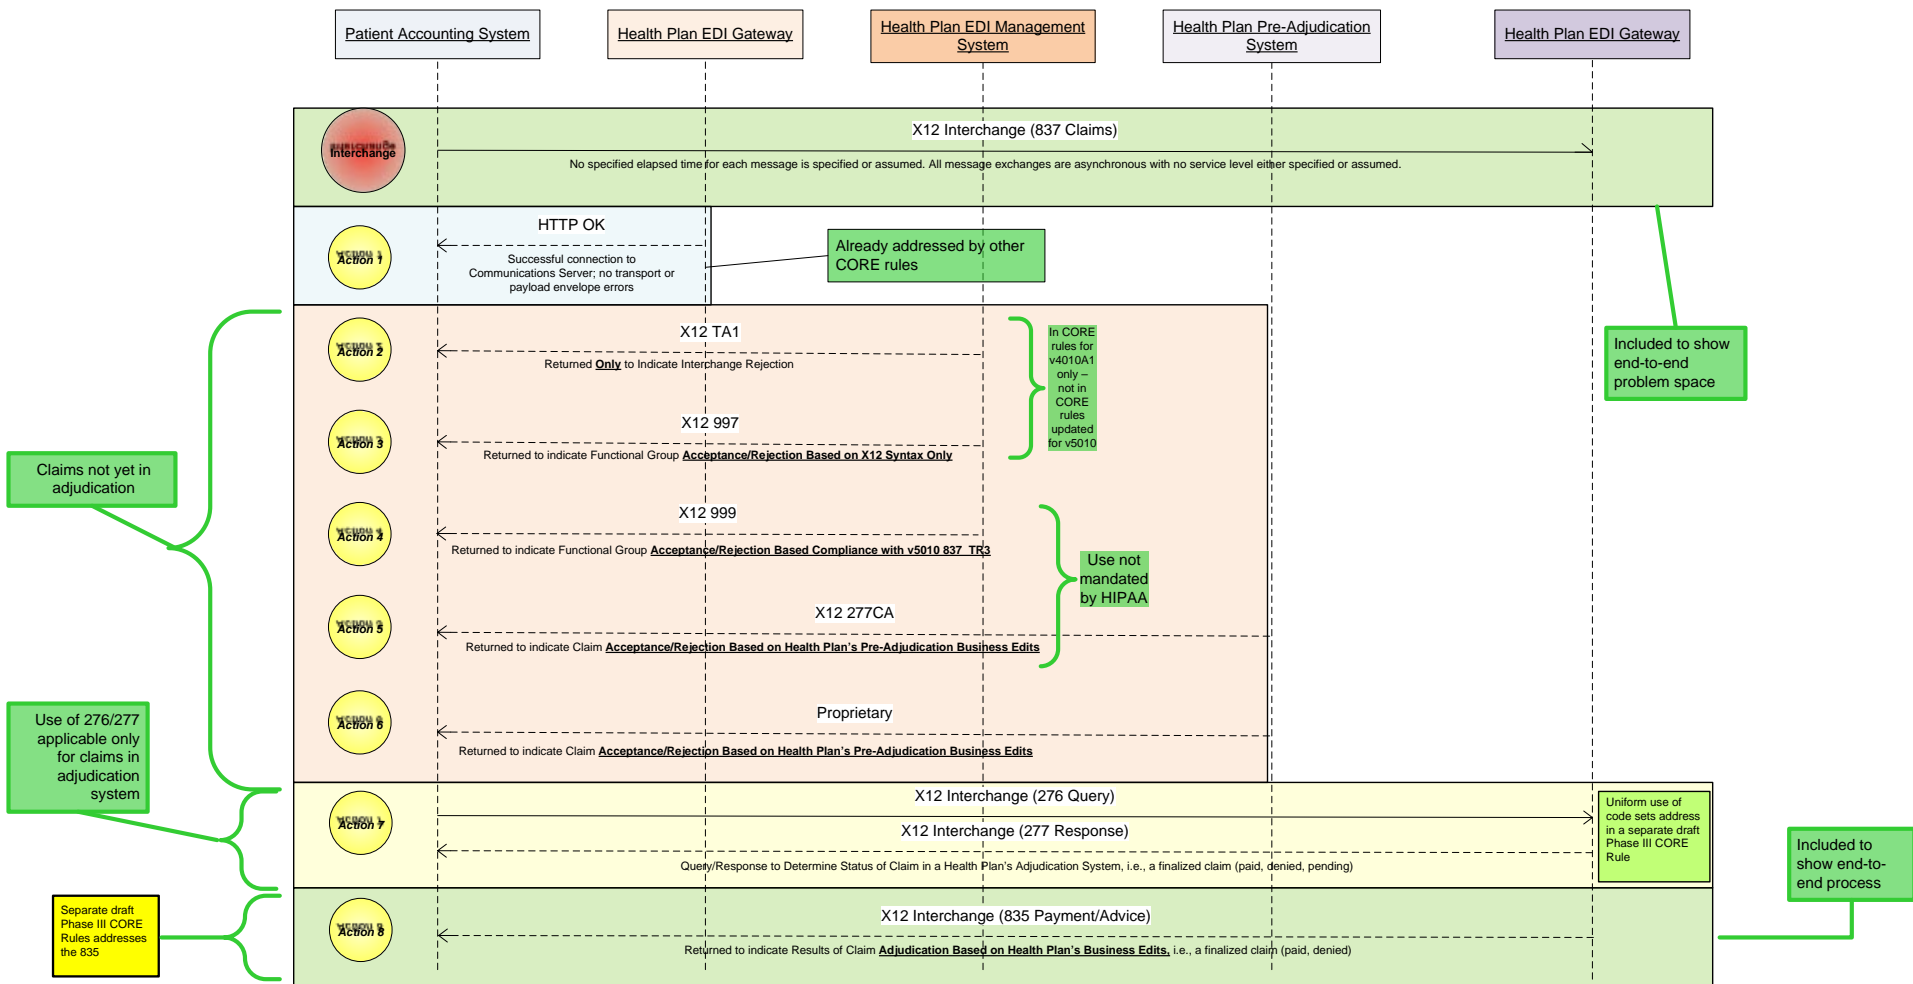 Patient Accounting System
Health Plan EDI Gateway
Health Plan EDI Management
System
Health Plan Pre-Adjudication
System
Health Plan EDI Gateway
Interchange
X12 Interchange (837 Claims)
No specified elapsed time for each message is specified or assumed. All message exchanges are asynchronous with no service level either specified or assumed.
Action 1
HTTP OK
Successful connection to
Communications Server; no transport or
payload envelope errors
Already addressed by other
CORE rules
Included to show
end-to-end
problem space
Action 2
X12 TA1
Returned Only to Indicate Interchange Rejection
In CORE
rules for
v4010A1
only –
not in
CORE
rules
updated
for v5010
Action 3
X12 997
Returned to indicate Functional Group Acceptance/Rejection Based on X12 Syntax Only
Claims not yet in
adjudication
Action 4
X12 999
Returned to indicate Functional Group Acceptance/Rejection Based Compliance with v5010 837 TR3
Use not
mandated
by HIPAA
Action 5
X12 277CA
Returned to indicate Claim Acceptance/Rejection Based on Health Plan's Pre-Adjudication Business Edits
Action 6
Proprietary
Returned to indicate Claim Acceptance/Rejection Based on Health Plan's Pre-Adjudication Business Edits
Use of 276/277
applicable only
for claims in
adjudication
system
Action 7
X12 Interchange (276 Query)
X12 Interchange (277 Response)
Query/Response to Determine Status of Claim in a Health Plan's Adjudication System, i.e., a finalized claim (paid, denied, pending)
Uniform use of
code sets address
in a separate draft
Phase III CORE
Rule
Included to
show end-to-
end process
Separate draft
Phase III CORE
Rules addresses
the 835
Action 8
X12 Interchange (835 Payment/Advice)
Returned to indicate Results of Claim Adjudication Based on Health Plan's Business Edits, i.e., a finalized claim (paid, denied)